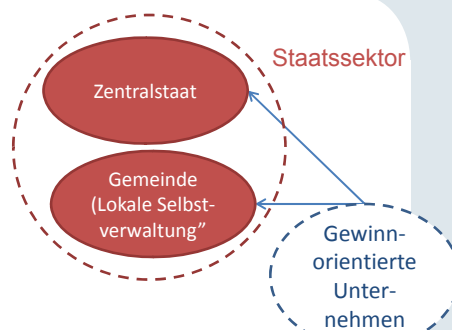 Staatssektor
Zentralstaat
Gemeinde
(Lokale Selbst-
verwaltung”
Gewinn-
orientierte
Unter-
nehmen